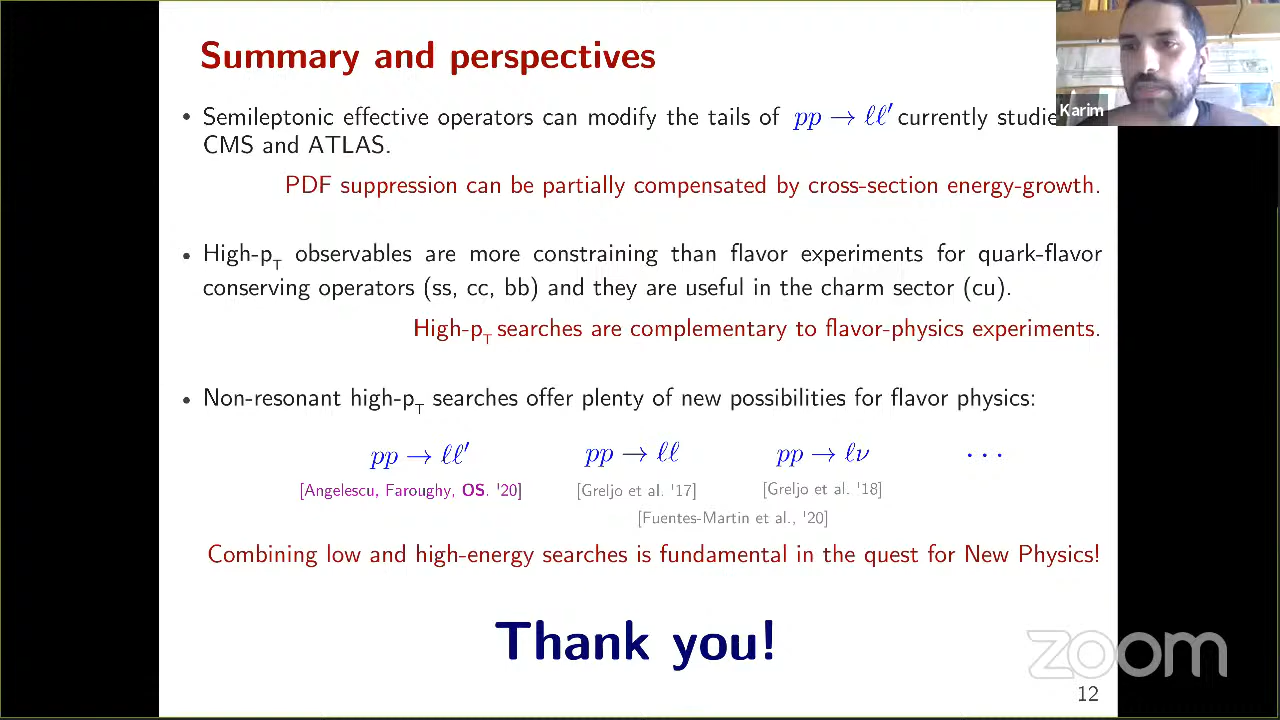 Summary and perspectives
• Semileptonic effective operators can modify the tails of pp → ℓℓ′ currently
CMS and ATLAS.
PDF suppression can be partially compensated by cross-section energy-growth.
• High-pT observables are more constraining than flavor experiments for quark-flavor
conserving operators (ss, cc, bb) and they are useful in the charm sector (cu).
High-pT searches are complementary to flavor-physics experiments.
• Non-resonant high-pT searches offer plenty of new possibilities for flavor physics:
pp → ℓℓ′ pp → ℓℓ pp → ℓν ···
[Angelescu, Faroughy, OS. '20] [Greljo et al. '17] [Greljo et al. '18]
[Fuentes-Martin et al., '20]
Combining low and high-energy searches is fundamental in the quest for New Physics!
Thank you!
12
Karim
zoom